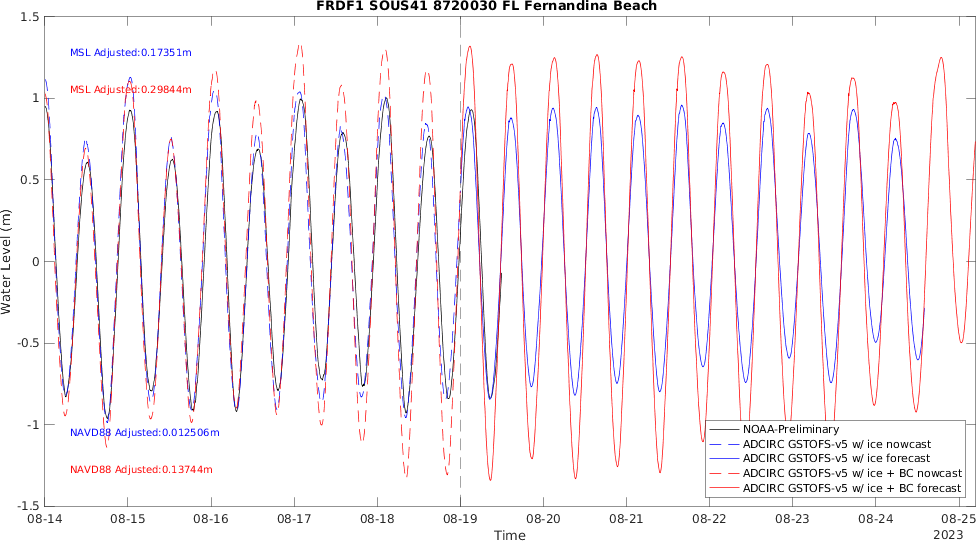 FRDF1 SOUS41 8720030 FL Fernandina Beach
1.5
MSL Adjusted:0.17351m
MSL Adjusted:0.29844m
1
0.5
Water Level (m)
0
-0.5
-1
NAVD88 Adjusted:0.012506m
NAVD88 Adjusted:0.13744m
-1.5
NOAA-Preliminary
ADCIRC GSTOFS-v5 w/ ice nowcast
ADCIRC GSTOFS-v5 w/ ice forecast
ADCIRC GSTOFS-v5 w/ ice + BC nowcast
ADCIRC GSTOFS-v5 w/ ice + BC forecast
08-14 08-15 08-16 08-17 08-18 08-19 08-20 08-21 08-22 08-23 08-24 08-25
Time
2023